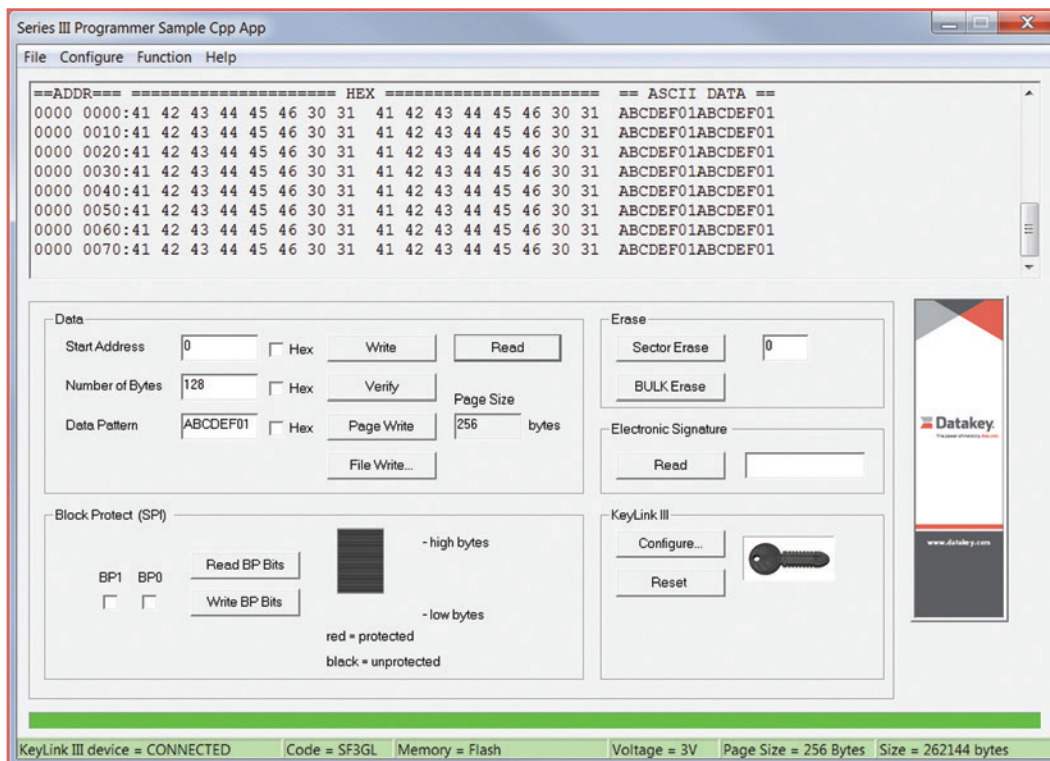 Series III Programmer Sample Cpp App
File Configure Function Help
==ADDR=== ===================== HEX ====================== == ASCII DATA ==
0000 0000:41 42 43 44 45 46 30 31 41 42 43 44 45 46 30 31 ABCDEF01ABCDEF01
0000 0010:41 42 43 44 45 46 30 31 41 42 43 44 45 46 30 31 ABCDEF01ABCDEF01
0000 0020:41 42 43 44 45 46 30 31 41 42 43 44 45 46 30 31 ABCDEF01ABCDEF01
0000 0030:41 42 43 44 45 46 30 31 41 42 43 44 45 46 30 31 ABCDEF01ABCDEF01
0000 0040:41 42 43 44 45 46 30 31 41 42 43 44 45 46 30 31 ABCDEF01ABCDEF01
0000 0050:41 42 43 44 45 46 30 31 41 42 43 44 45 46 30 31 ABCDEF01ABCDEF01
0000 0060:41 42 43 44 45 46 30 31 41 42 43 44 45 46 30 31 ABCDEF01ABCDEF01
0000 0070:41 42 43 44 45 46 30 31 41 42 43 44 45 46 30 31 ABCDEF01ABCDEF01
Data
Start Address 0 Hex Write Read
Number of Bytes 128 Hex Verify
Page Size
Data Pattern ABCDEF01 Hex Page Write 256 bytes
File Write...
Erase
Sector Erase 0
BULK Erase
Electronic Signature
Read
Block Protect (SPI)
- high bytes
Read BP Bits
BP1 BP0
Write BP Bits
- low bytes
red = protected
black = unprotected
KeyLink III
Configure...
Reset
Datakey.
www.datakey.com
KeyLink III device = CONNECTED Code = SF3GL Memory = Flash Voltage = 3V Page Size = 256 Bytes Size = 262144 bytes